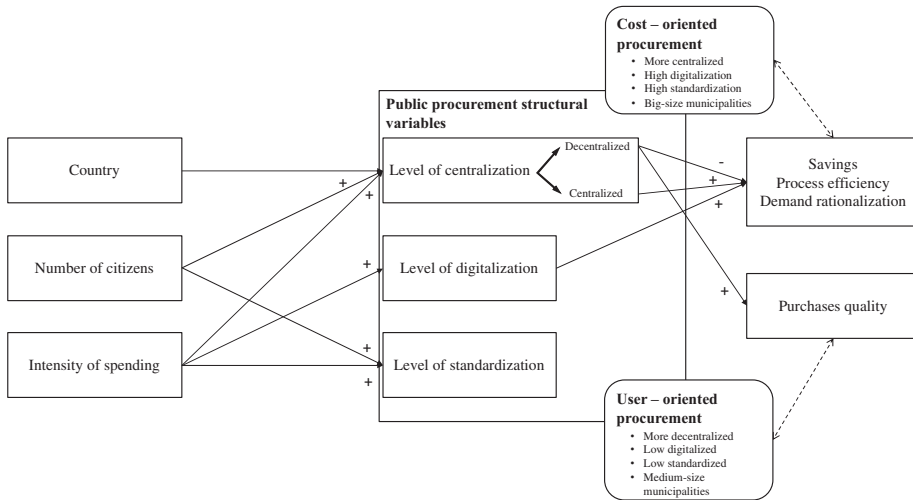 Cost – oriented
procurement
• More centralized
• High digitalization
• High standardization
• Big-size municipalities
Public procurement structural
variables
Country
Number of citizens
Intensity of spending
+
+
+
+
+
Level of centralization
Decentralized
Centralized
Level of digitalization
Level of standardization
-
+
+
+
Savings
Process efficiency
Demand rationalization
Purchases quality
User – oriented
procurement
• More decentralized
• Low digitalized
• Low standardized
• Medium-size
municipalities